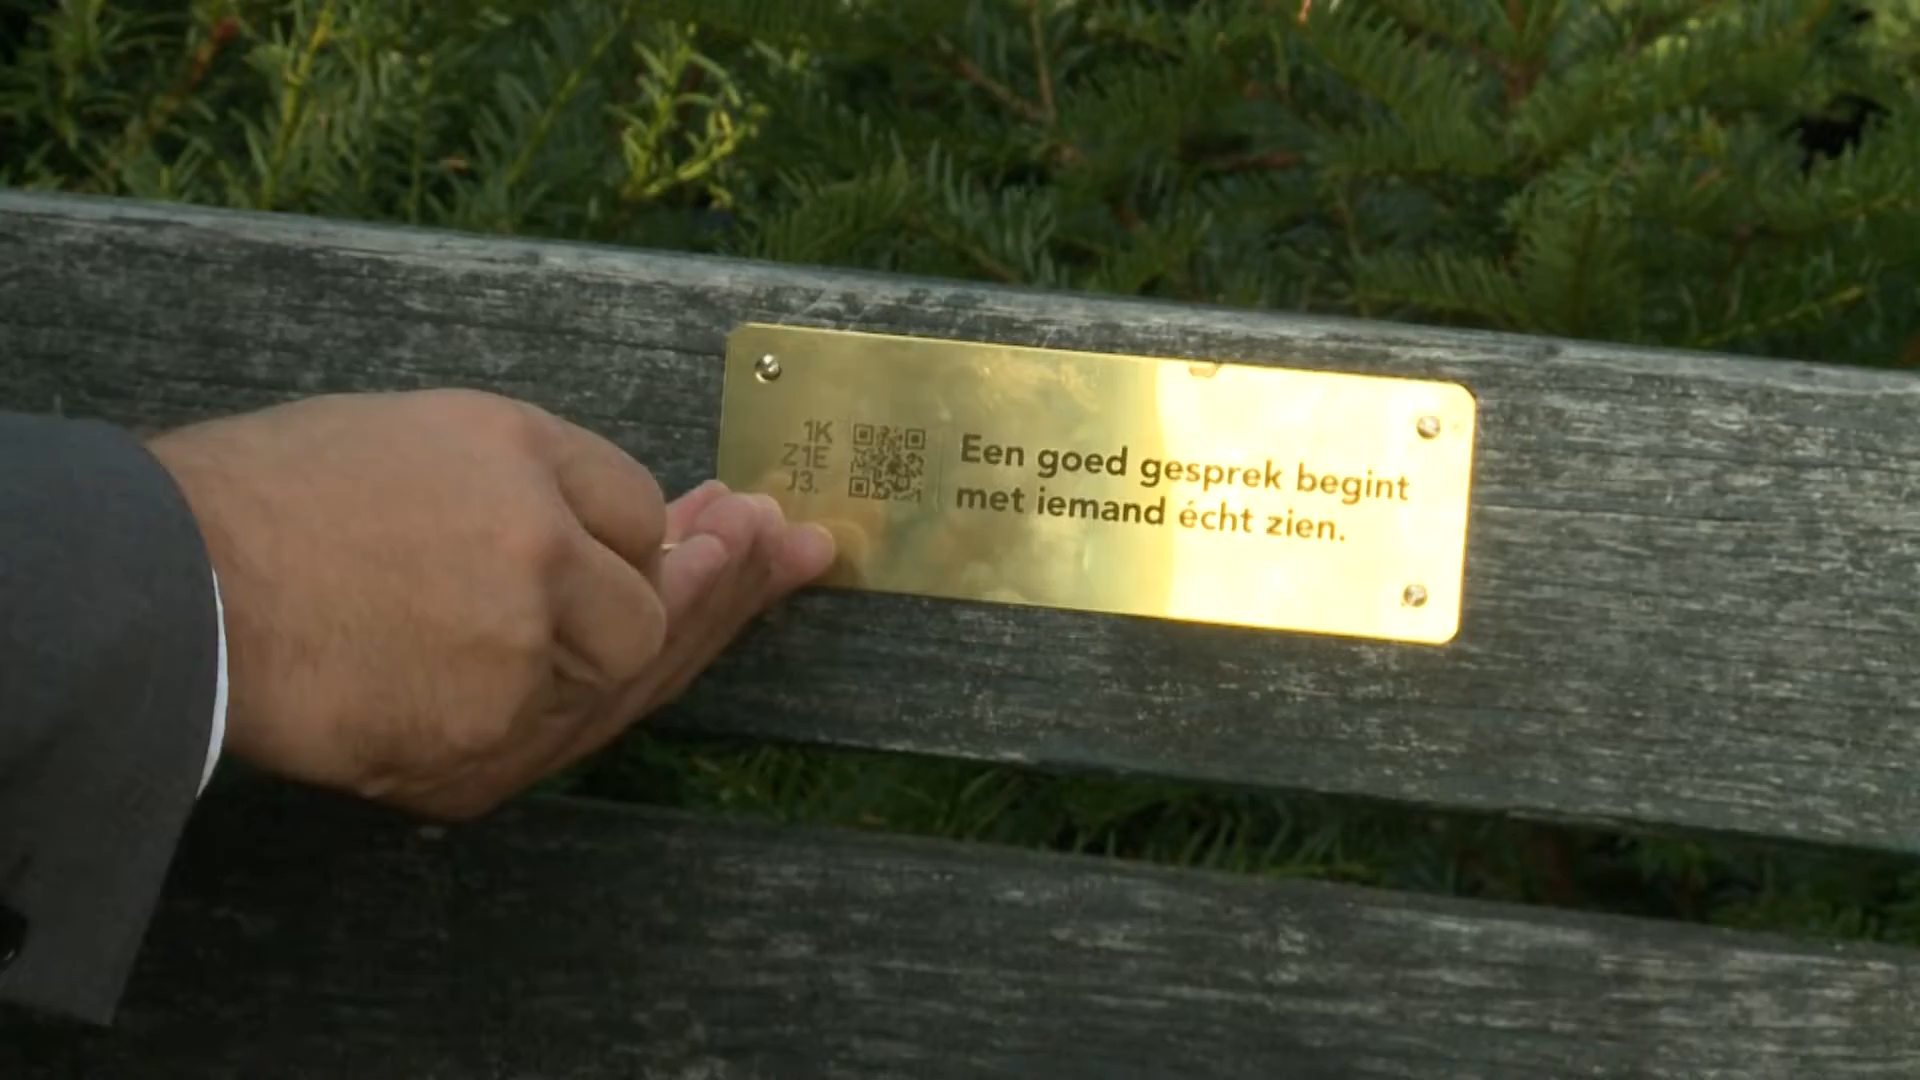 1K
Z1E
J3.
Een goed gesprek begint
met iemand écht zien.